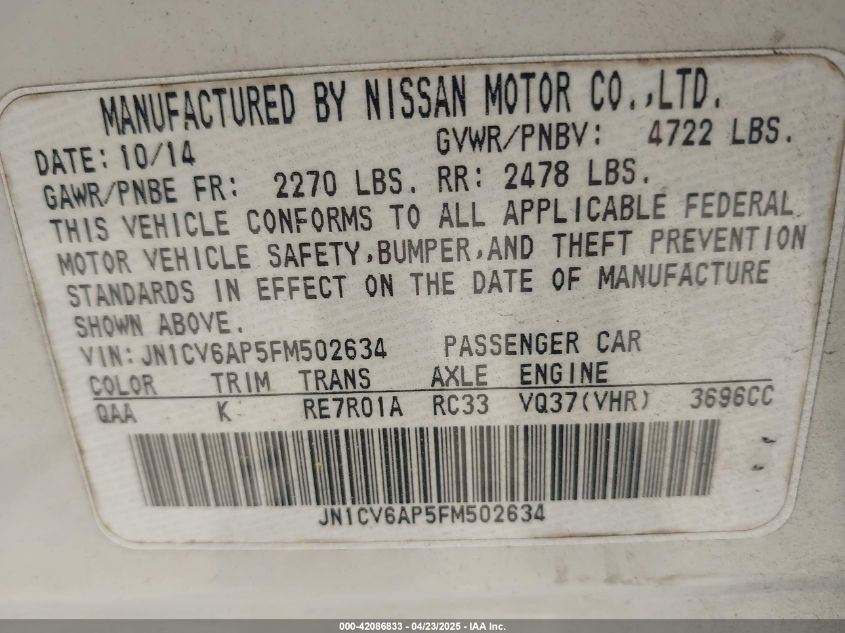 MANUFACTURED BY NISSAN MOTOR CO.,LTD.
DATE: 10/14 GVWR/PNBV: 4722 LBS.
GAWR/PNBE FR: 2270 LBS. RR: 2478 LBS.
THIS VEHICLE CONFORMS TO ALL APPLICABLE FEDERAL
MOTOR VEHICLE SAFETY,BUMPER,AND THEFT PREVENTION
STANDARDS IN EFFECT ON THE DATE OF MANUFACTURE
SHOWN ABOVE.
VIN: JN1CV6AP5FM502634 PASSENGER CAR
COLOR TRIM TRANS AXLE ENGINE
QAA K RE7R01A RC33 VQ37(VHR) 3696CC
JN1CV6AP5FM502634
000-42086833 - 04/23/2025 - IAA Inc.